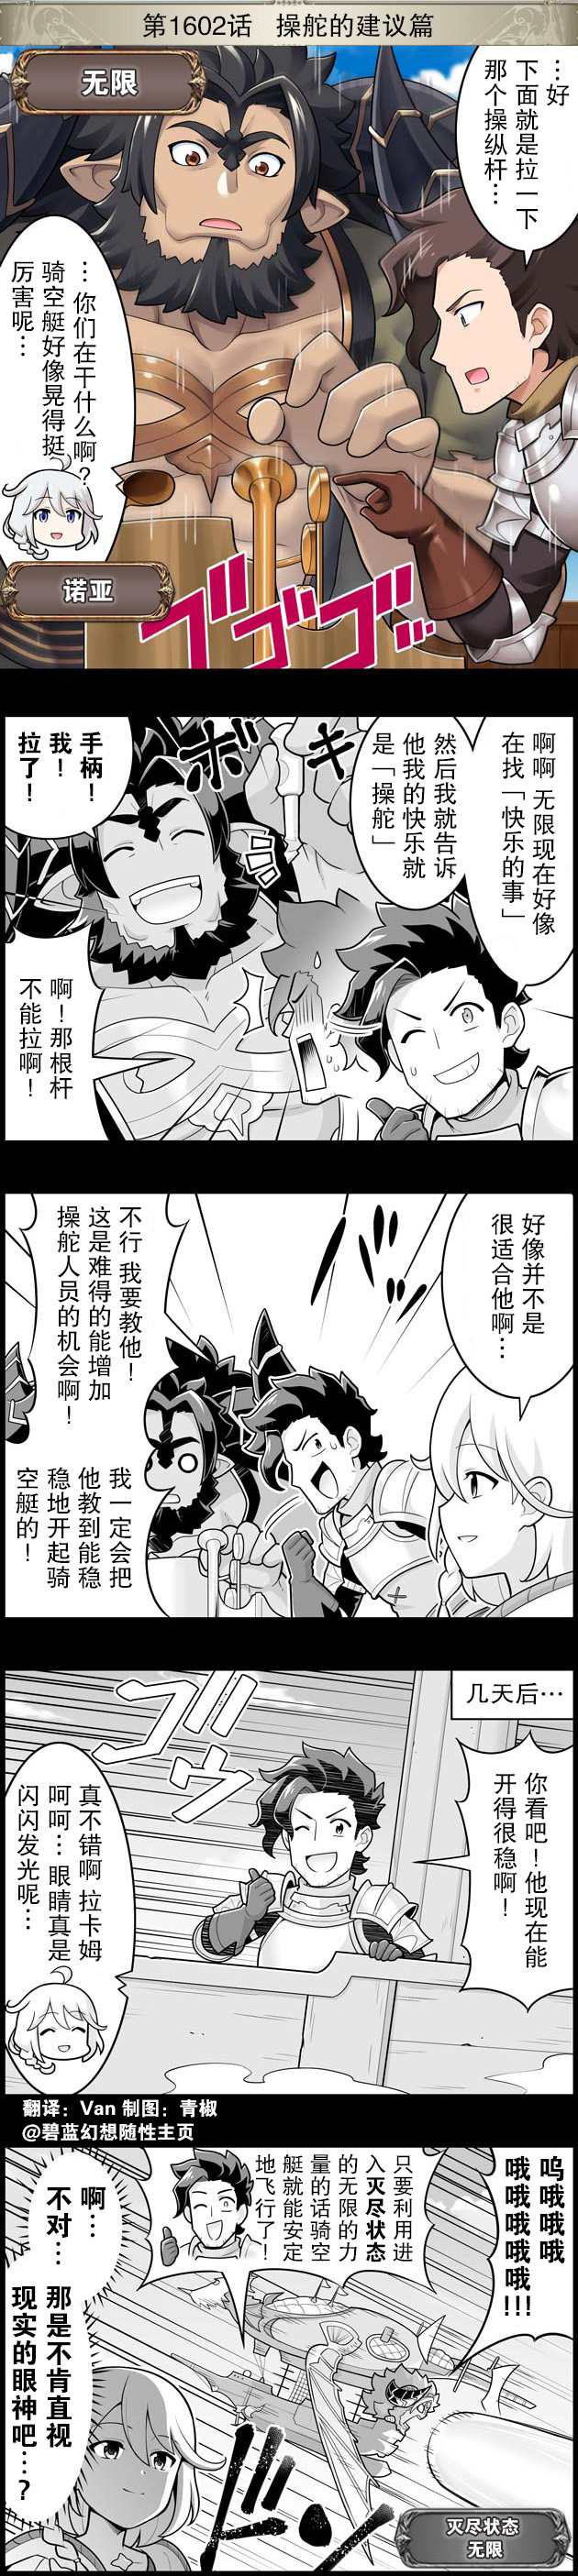 第1602话　操舵的建议篇
无限
…好
下面就是拉一下
那个操纵杆…
…你们在干什么啊？
骑空艇好像晃得挺
厉害呢…
诺亚
ゴゴゴ…
啊啊 无限现在好像
在找「快乐的事」
然后我就告诉
他我的快乐就
是「操舵」
ボキ
手柄！
我！
拉了！
啊！那根杆
不能拉啊！
好像并不是
很适合他啊…
不行 我要教他！
这是难得的能增加
操舵人员的机会啊！
我一定会把
他教到能稳
稳地开起骑
空艇的！
几天后…
你看吧！他现在能
开得很稳啊！
ゴゥゥ
真不错啊 拉卡姆
呵呵… 眼睛真是
闪闪发光呢…
翻译：Van 制图：青椒
@碧蓝幻想随性主页
呜哦哦哦
哦哦哦哦哦!!!
只要利用进
入灭尽状态
的无限的力
量的话骑空
艇就能安定
地飞行了！
啊…
不对…
那是不肯直视
现实的眼神吧…？
ドドン
灭尽状态
无限